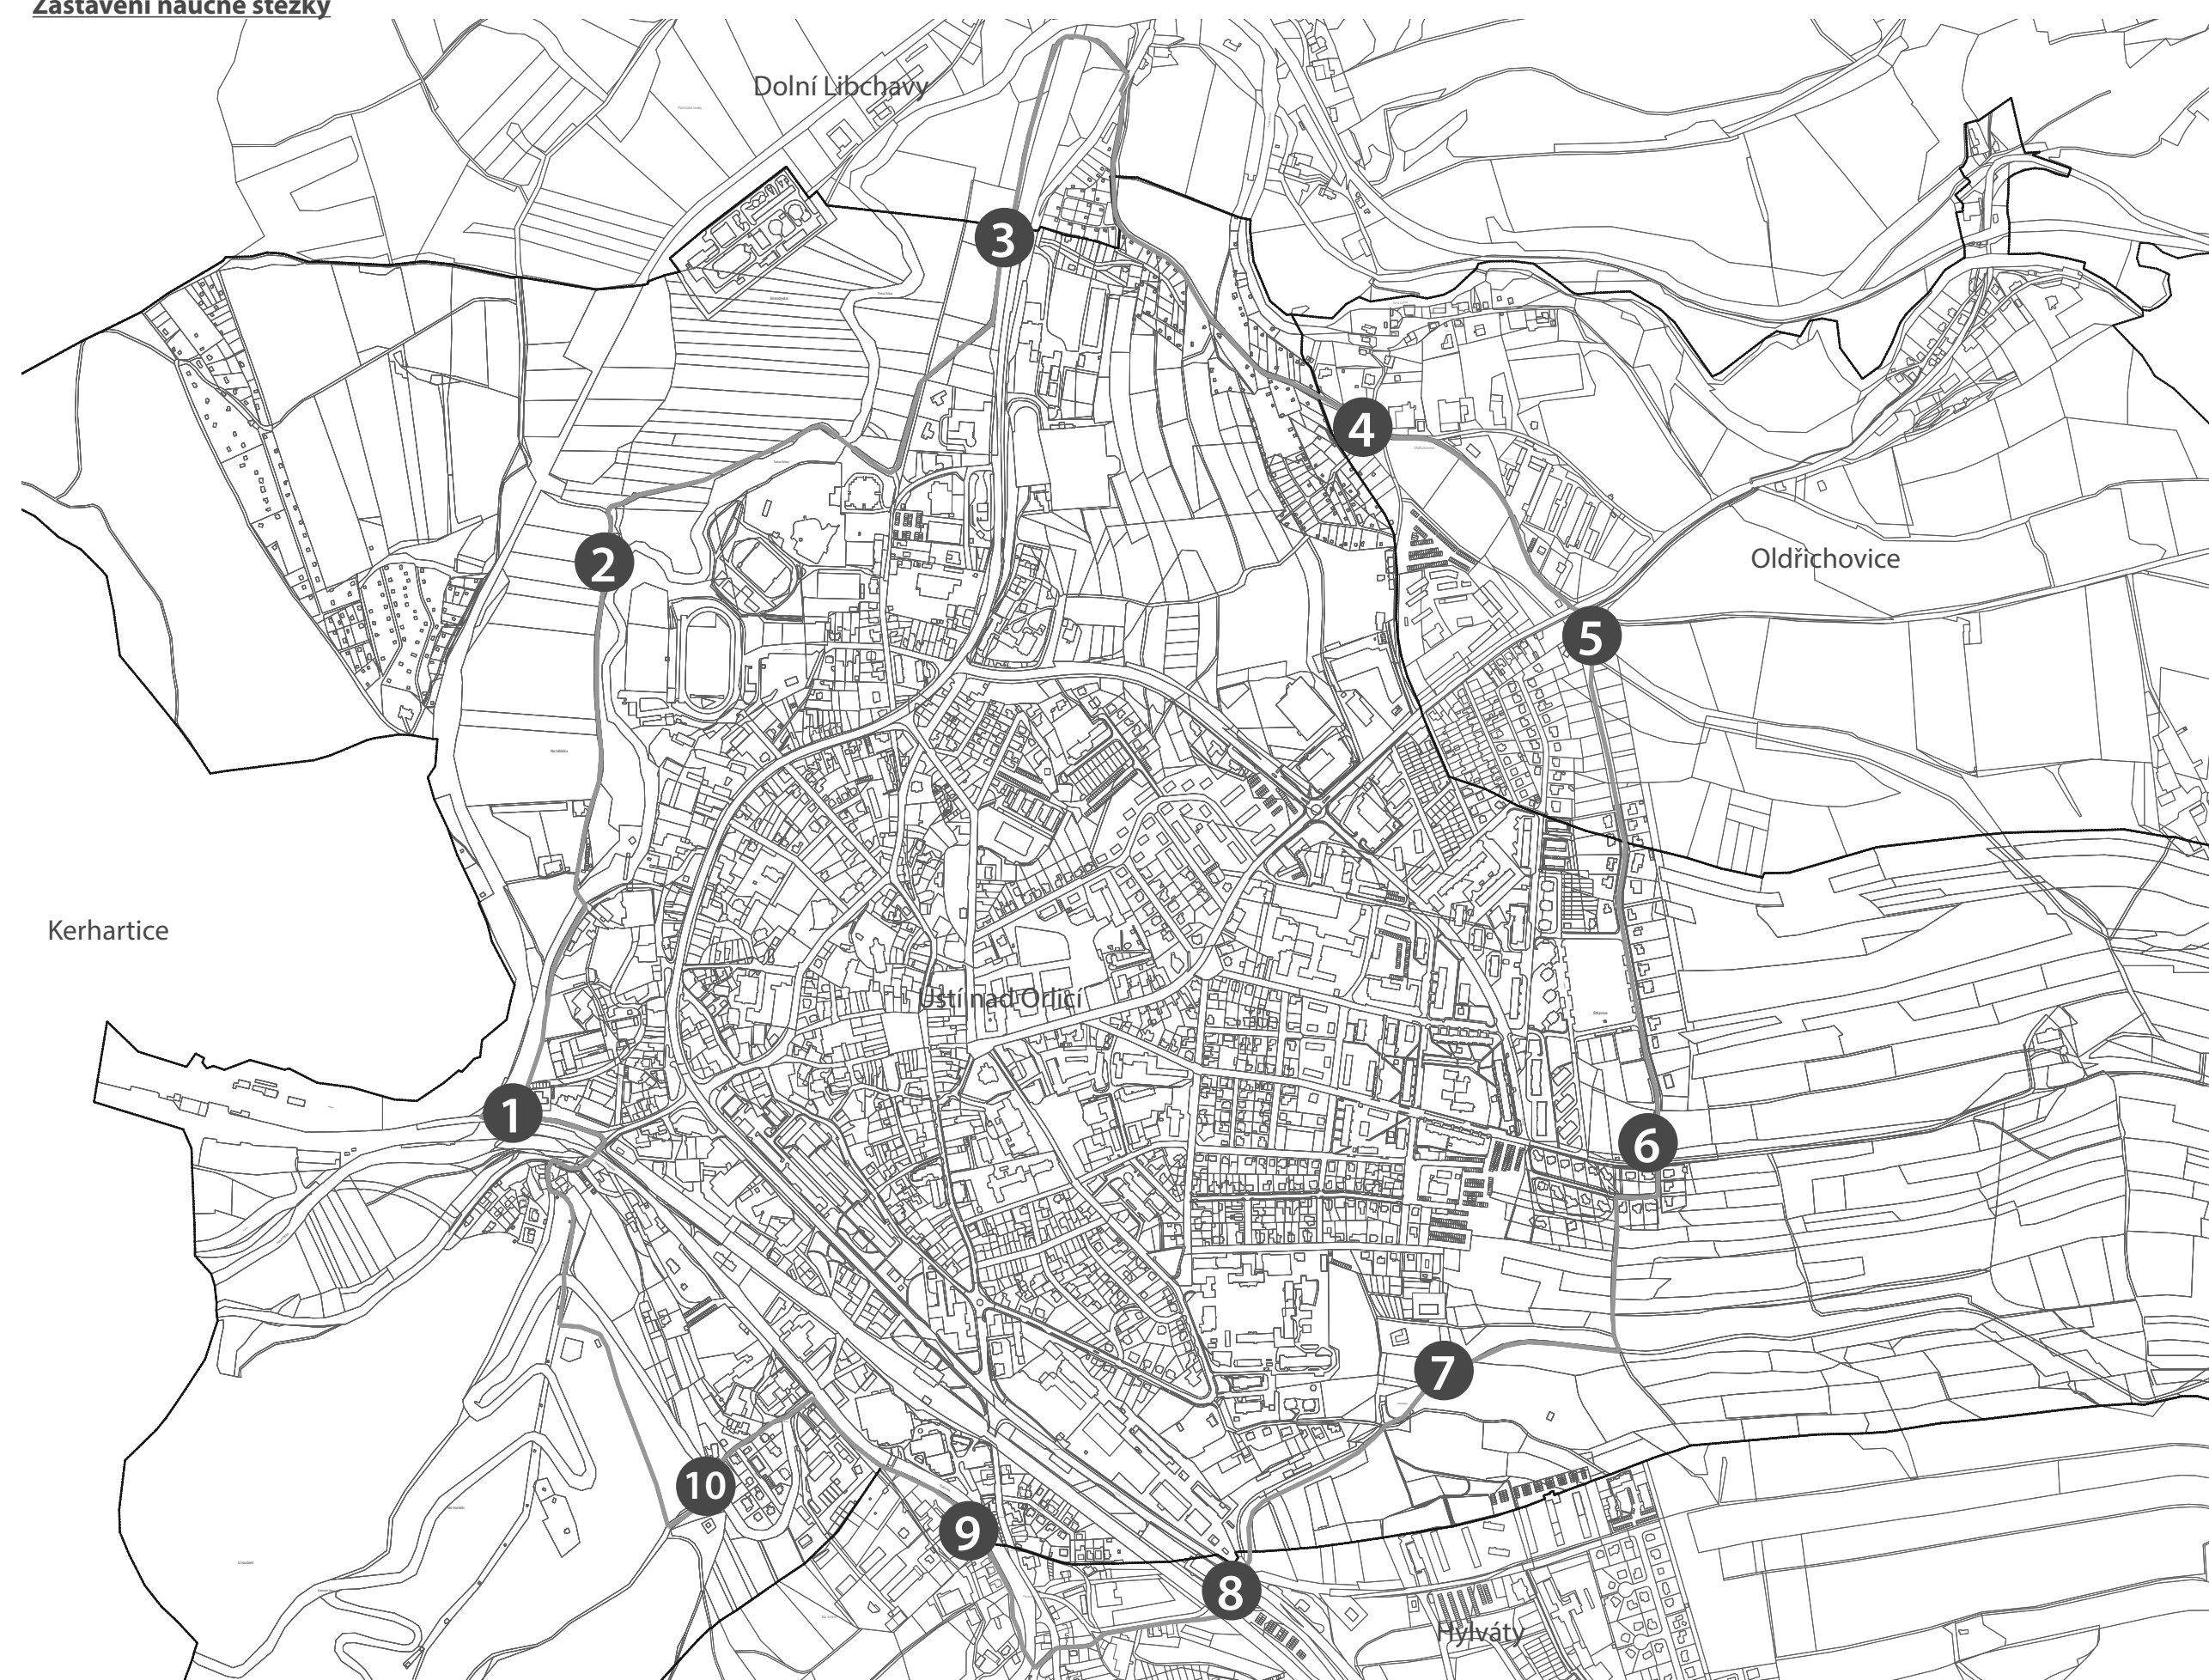 Zastavení naučné stezky
Dolní Libchavy
3
4
2
Oldřichovice
5
Kerhartice
Ústí nad Orlicí
1
6
7
10
9
8
Hylváty